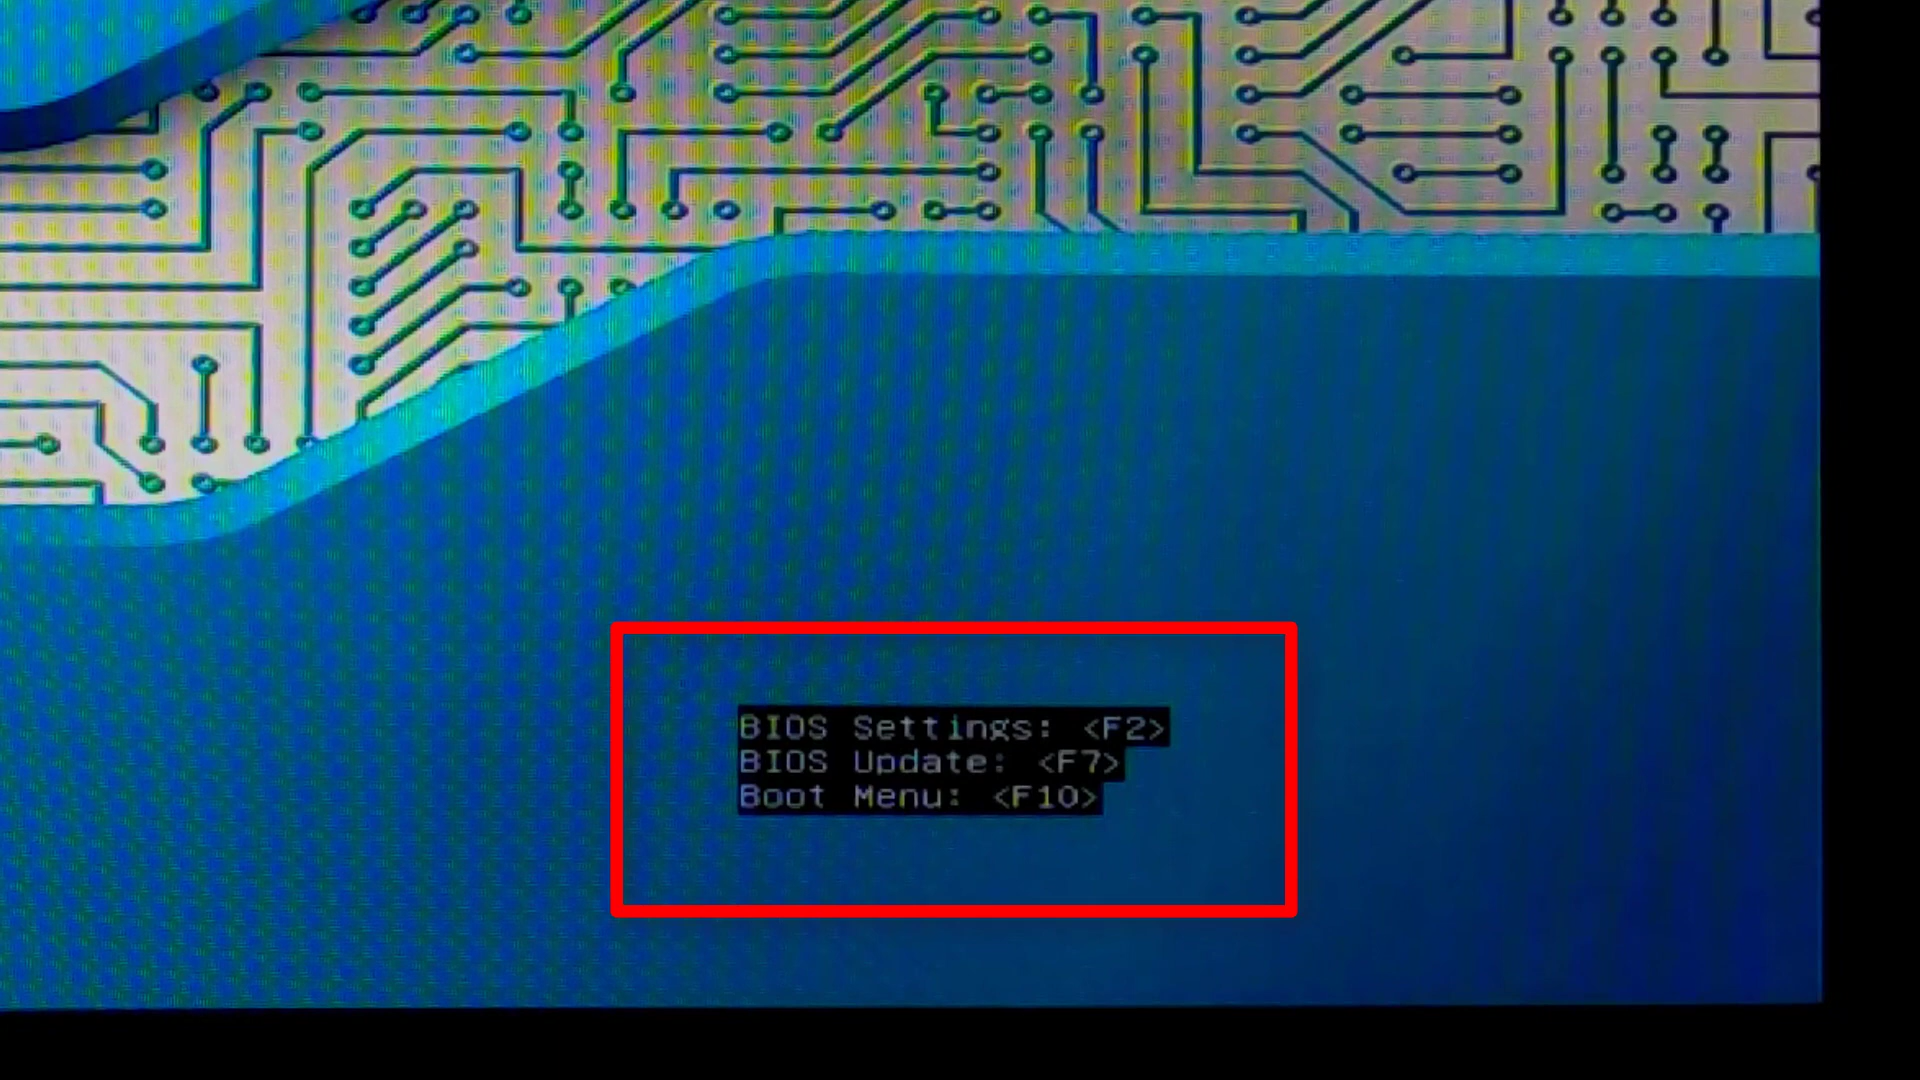 BIOS Settings: <F2>
BIOS Update: <F7>
Boot Menu: <F10>